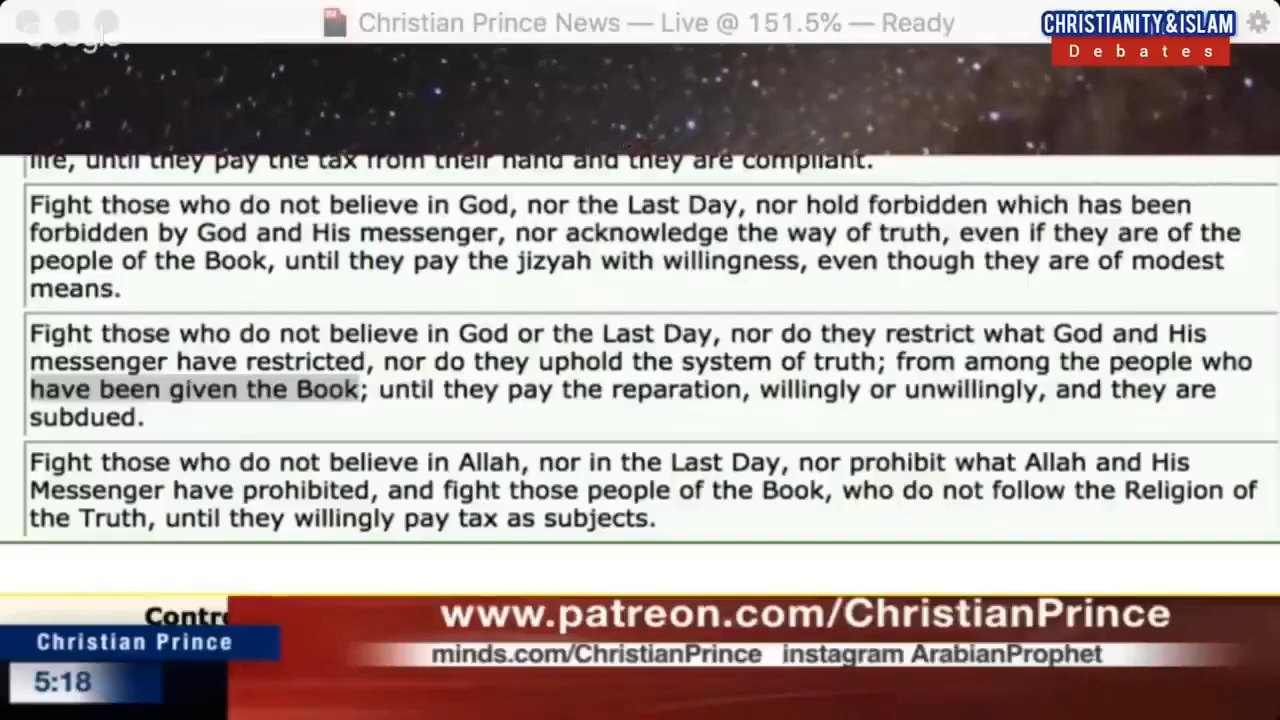 Christian Prince News — Live @ 151.5% — Ready
CHRISTIANITY&ISLAM
Debates
Google
life, until they pay the tax from their hand and they are compliant.
Fight those who do not believe in God, nor the Last Day, nor hold forbidden which has been
forbidden by God and His messenger, nor acknowledge the way of truth, even if they are of the
people of the Book, until they pay the jizyah with willingness, even though they are of modest
means.
Fight those who do not believe in God or the Last Day, nor do they restrict what God and His
messenger have restricted, nor do they uphold the system of truth; from among the people who
have been given the Book; until they pay the reparation, willingly or unwillingly, and they are
subdued.
Fight those who do not believe in Allah, nor in the Last Day, nor prohibit what Allah and His
Messenger have prohibited, and fight those people of the Book, who do not follow the Religion of
the Truth, until they willingly pay tax as subjects.
Contr
www.patreon.com/ChristianPrince
Christian Prince
minds.com/ChristianPrince instagram ArabianProphet
5:18